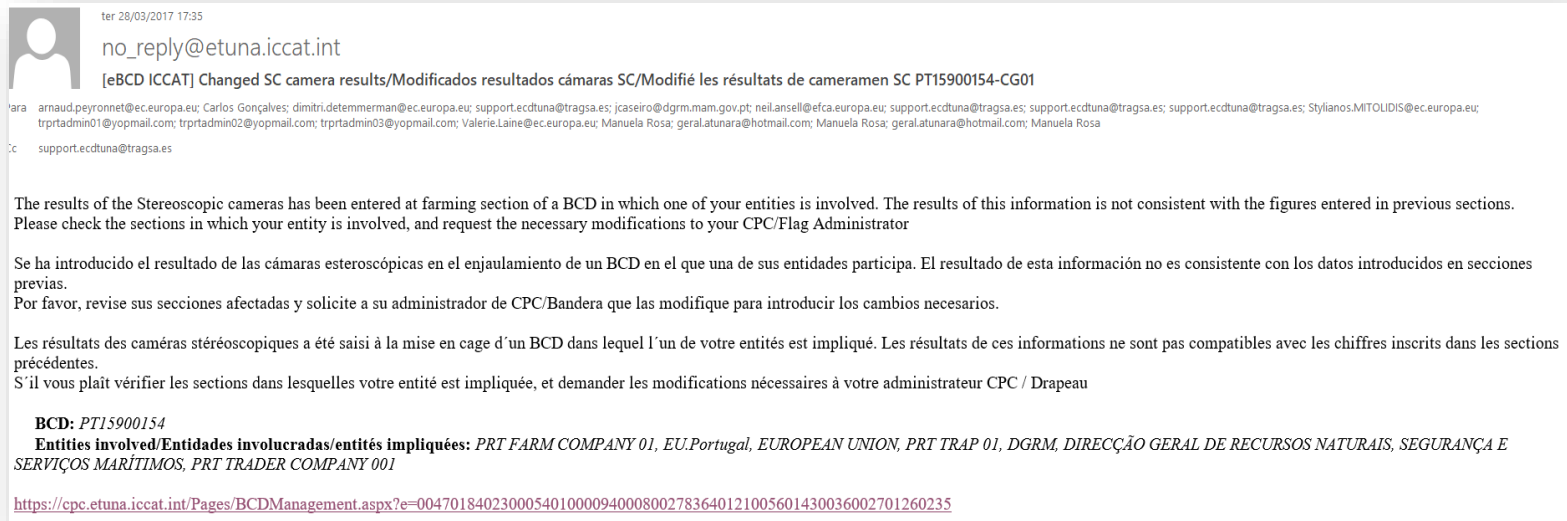 ter 28/03/2017 17:35
no_reply@etuna.iccat.int
[eBCD ICCAT] Changed SC camera results/Modificados resultados cámaras SC/Modifié les résultats de cameramen SC PT15900154-CG01
Para arnaud.peyronnet@ec.europa.eu; Carlos Gonçalves; dimitri.detemmerman@ec.europa.eu; support.ecdtuna@tragsa.es; jcaseiro@dgrm.mam.gov.pt; neil.ansell@efca.europa.eu; support.ecdtuna@tragsa.es; support.ecdtuna@tragsa.es; support.ecdtuna@tragsa.es; Stylianos.MITOLIDIS@ec.europa.eu;
trprtadmin01@yopmail.com; trprtadmin02@yopmail.com; trprtadmin03@yopmail.com; Valerie.Laine@ec.europa.eu; Manuela Rosa; geral.atunara@hotmail.com; Manuela Rosa; geral.atunara@hotmail.com; Manuela Rosa
Cc support.ecdtuna@tragsa.es
The results of the Stereoscopic cameras has been entered at farming section of a BCD in which one of your entities is involved. The results of this information is not consistent with the figures entered in previous sections.
Please check the sections in which your entity is involved, and request the necessary modifications to your CPC/Flag Administrator
Se ha introducido el resultado de las cámaras esteroscópicas en el enjaulamiento de un BCD en el que una de sus entidades participa. El resultado de esta información no es consistente con los datos introducidos en secciones
previas.
Por favor, revise sus secciones afectadas y solicite a su administrador de CPC/Bandera que las modifique para introducir los cambios necesarios.
Les résultats des caméras stéréoscopiques a été saisi à la mise en cage d´un BCD dans lequel l´un de votre entités est impliqué. Les résultats de ces informations ne sont pas compatibles avec les chiffres inscrits dans les sections
précédentes.
S´il vous plaît vérifier les sections dans lesquelles votre entité est impliquée, et demander les modifications nécessaires à votre administrateur CPC / Drapeau
BCD: PT15900154
Entities involved/Entidades involucradas/entités impliquées: PRT FARM COMPANY 01, EU.Portugal, EUROPEAN UNION, PRT TRAP 01, DGRM, DIRECÇÃO GERAL DE RECURSOS NATURAIS, SEGURANÇA E
SERVIÇOS MARÍTIMOS, PRT TRADER COMPANY 001
https://cpc.etuna.iccat.int/Pages/BCDManagement.aspx?e=004701840230005401000094000800278364012100560143003600270126023​5